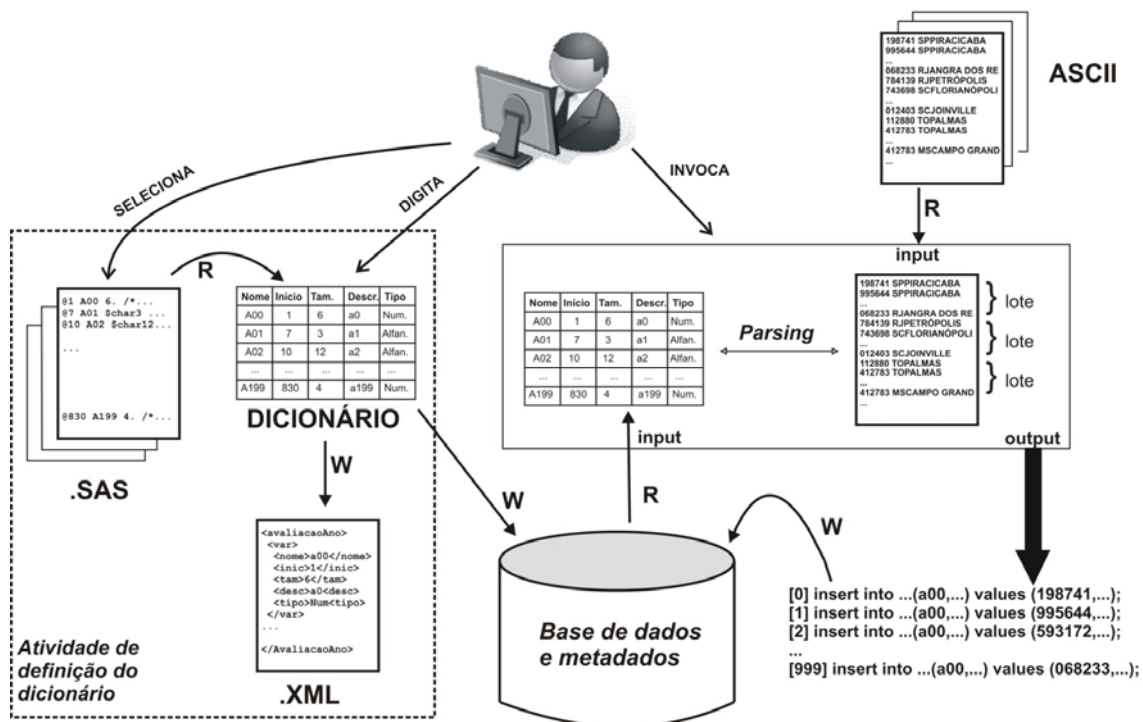 198741 SPPIRACICABA
995644 SPPIRACICABA
...
068233 RJANGRA DOS RE
784139 RJPETRÓPOLIS
743698 SCFLORIANÓPOLI
...
012403 SCJOINVILLE
112880 TOPALMAS
412783 TOPALMAS
...
412783 MSCAMPO GRAND
...
ASCII
SELECIONA
DIGITA
INVOCA
R
input
R
@1 A00 6. /*...
@7 A01 $char3 ...
@10 A02 $char12...
...
@830 A199 4. /*...
.SAS
Nome Inicio Tam. Descr. Tipo
A00 1 6 a0 Num.
A01 7 3 a1 Alfan.
A02 10 12 a2 Alfan.
... ... ... ... ...
A199 830 4 a199 Num.
DICIONÁRIO
W
W
<avaliacaoAno>
<var>
<nome>a00</nome>
<inic>1</inic>
<tam>6</tam>
<desc>a0<desc>
<tipo>Num<tipo>
</var>
...
</AvaliacaoAno>
.XML
Atividade de
definição do
dicionário
Nome Inicio Tam. Descr. Tipo
A00 1 6 a0 Num.
A01 7 3 a1 Alfan.
A02 10 12 a2 Alfan.
... ... ... ... ...
A199 830 4 a199 Num.
input
R
Parsing
198741 SPPIRACICABA
995644 SPPIRACICABA
...
068233 RJANGRA DOS RE
784139 RJPETRÓPOLIS
743698 SCFLORIANÓPOLI
...
012403 SCJOINVILLE
112880 TOPALMAS
412783 TOPALMAS
...
412783 MSCAMPO GRAND
...
} lote
} lote
} lote
output
W
Base de dados
e metadados
[0] insert into ...(a00,...) values (198741,...);
[1] insert into ...(a00,...) values (995644,...);
[2] insert into ...(a00,...) values (593172,...);
...
[999] insert into ...(a00,...) values (068233,...);